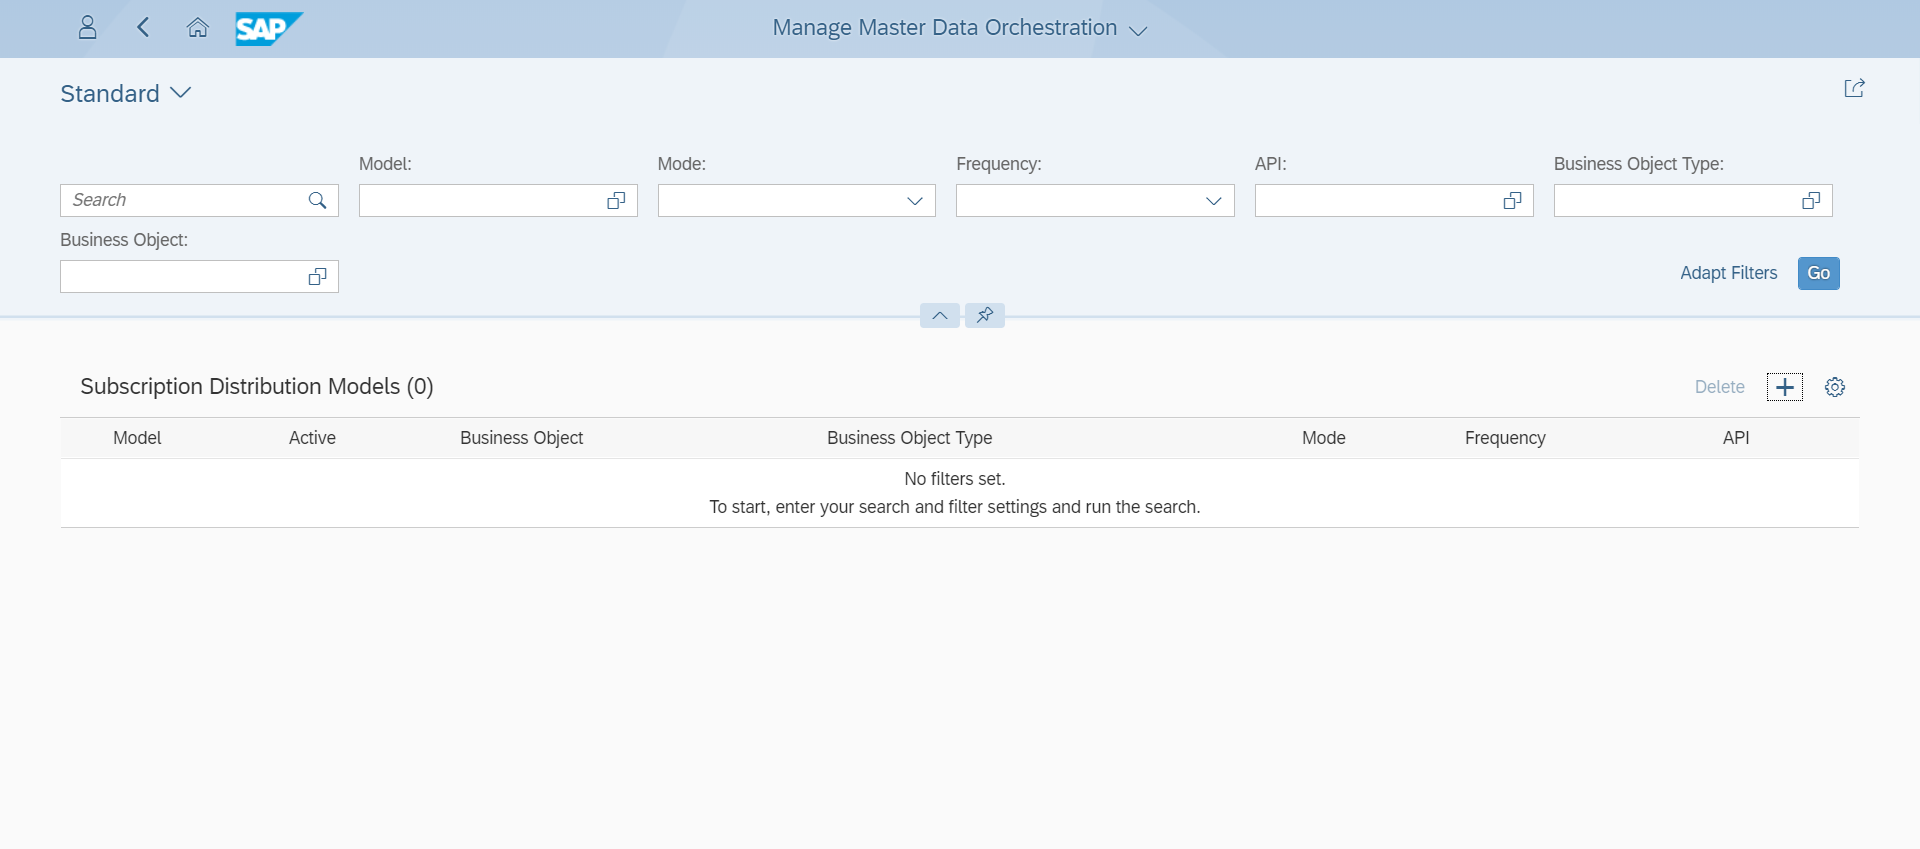 SAP
Manage Master Data Orchestration
Standard
Model:
Mode:
Frequency:
API:
Business Object Type:
Search
Business Object:
Adapt Filters
Go
Subscription Distribution Models (0)
Delete
Model
Active
Business Object
Business Object Type
Mode
Frequency
API
No filters set.
To start, enter your search and filter settings and run the search.